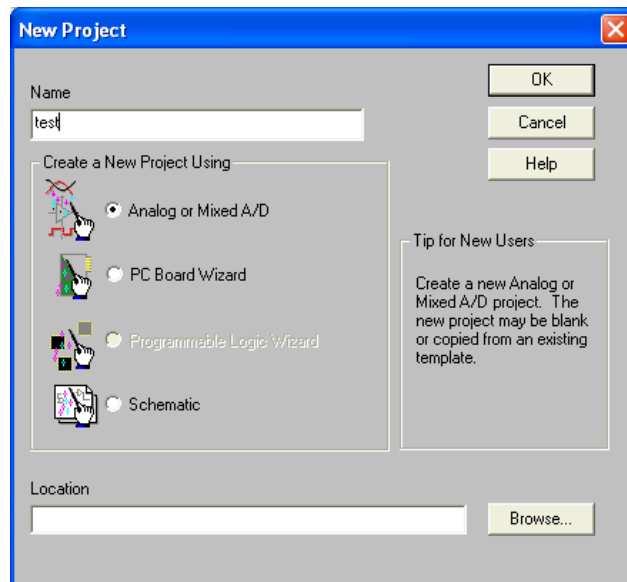 New Project
Name
OK
test
Cancel
Help
Create a New Project Using
Analog or Mixed A/D
PC Board Wizard
Programmable Logic Wizard
Schematic
Tip for New Users
Create a new Analog or
Mixed A/D project. The
new project may be blank
or copied from an existing
template.
Location
Browse...